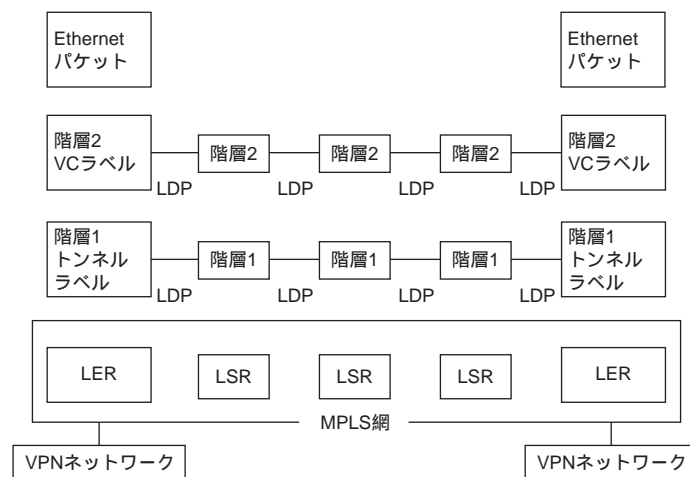 Ethernet
パケット
Ethernet
パケット
階層2
VCラベル
階層2
階層2
階層2
階層2
VCラベル
LDP
LDP
LDP
LDP
階層1
トンネル
ラベル
階層1
階層1
階層1
階層1
トンネル
ラベル
LDP
LDP
LDP
LDP
LER
LSR
LSR
LSR
LER
MPLS網
VPNネットワーク
VPNネットワーク